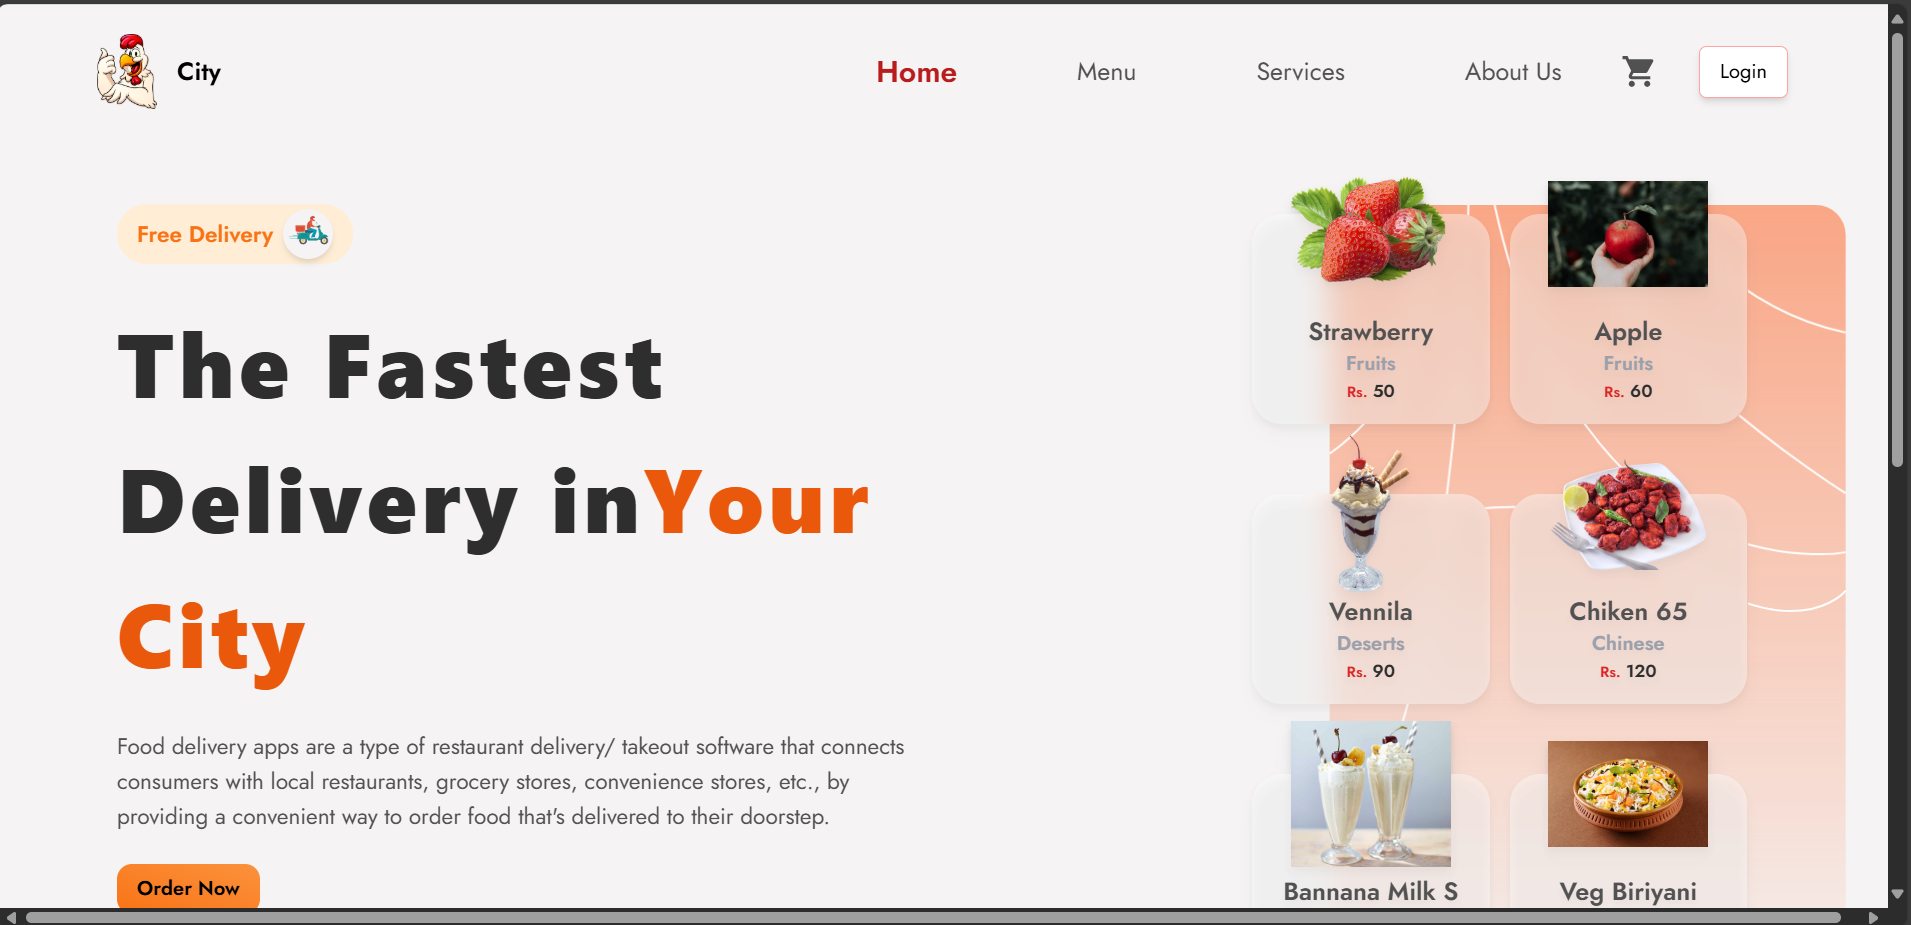 City
Home
Menu
Services
About Us
Login
Free Delivery
The Fastest
Delivery inYour
City
Food delivery apps are a type of restaurant delivery/ takeout software that connects
consumers with local restaurants, grocery stores, convenience stores, etc., by
providing a convenient way to order food that's delivered to their doorstep.
Order Now
Strawberry
Fruits
Rs. 50
Apple
Fruits
Rs. 60
Vennila
Deserts
Rs. 90
Chiken 65
Chinese
Rs. 120
Bannana Milk S
Veg Biriyani